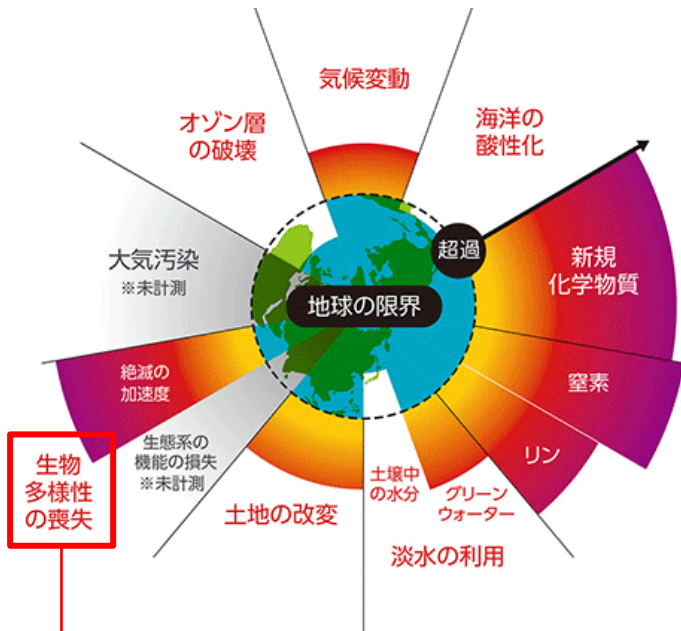 気候変動
オゾン層
の破壊
海洋の
酸性化
大気汚染
※未計測
超過
新規
化学物質
地球の限界
絶滅の
加速度
窒素
生態系の
機能の損失
※未計測
リン
生物
多様性
の喪失
土地の改変
土壌中
の水分
グリーン
ウォーター
淡水の利用